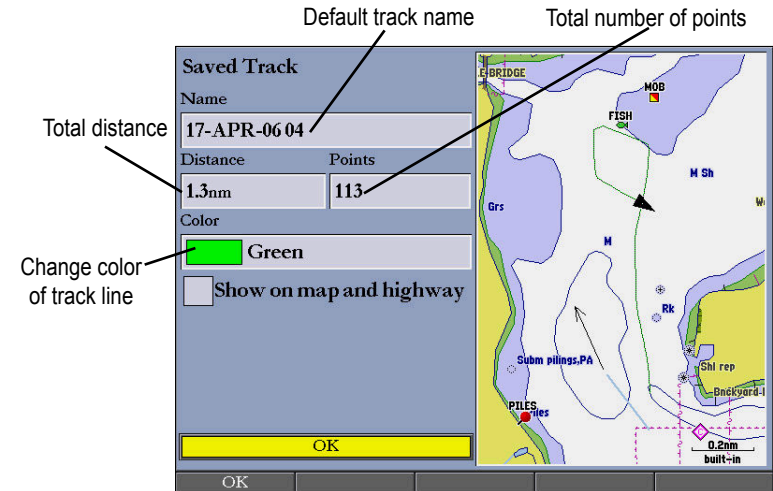 Default track name
Total number of points
Total distance
Change color
of track line
Saved Track
Name
17-APR-06 04
Distance
Points
1.3nm
113
Color
Green
Show on map and highway
OK
OK
E-BRIDGE
MOB
FISH
M Sh
Grs
M
Rk
Subm pilings,PA
Shl rep
PILES
0.2nm
built-in